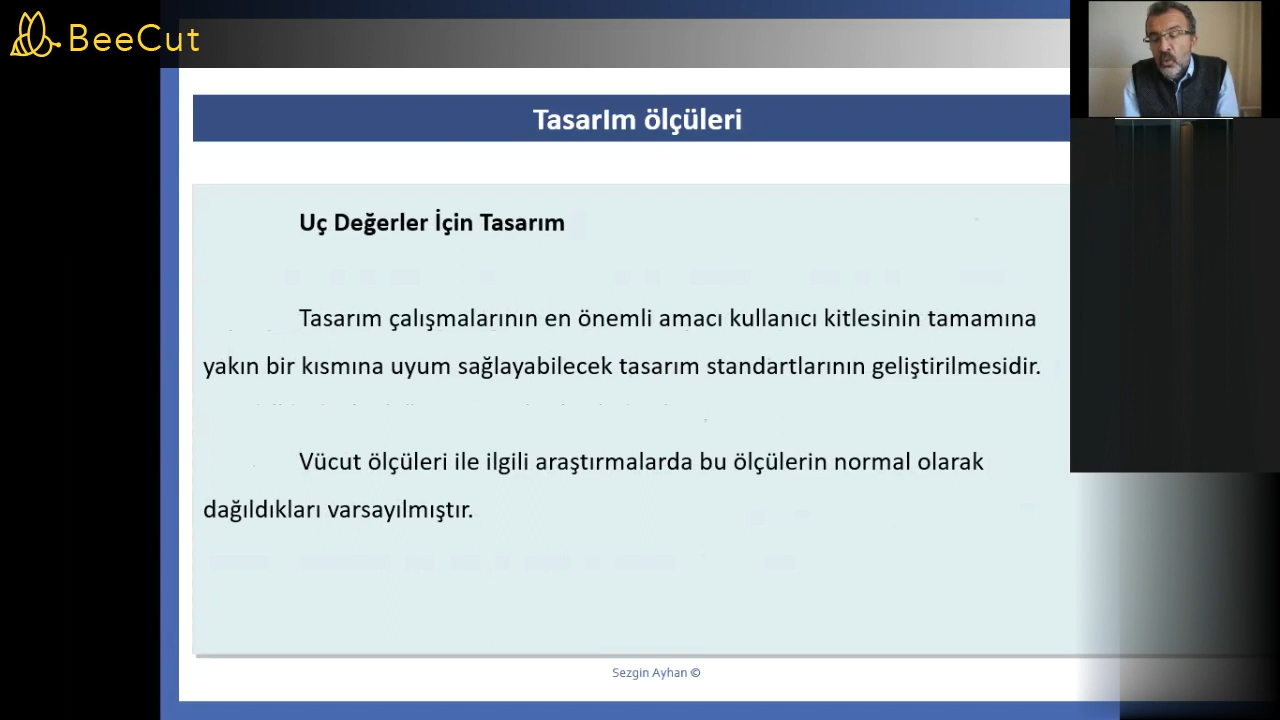 BeeCut
TasarIm ölçüleri
Uç Değerler İçin Tasarım
Tasarım çalışmalarının en önemli amacı kullanıcı kitlesinin tamamına
yakın bir kısmına uyum sağlayabilecek tasarım standartlarının geliştirilmesidir.
Vücut ölçüleri ile ilgili araştırmalarda bu ölçülerin normal olarak
dağıldıkları varsayılmıştır.
Sezgin Ayhan ©